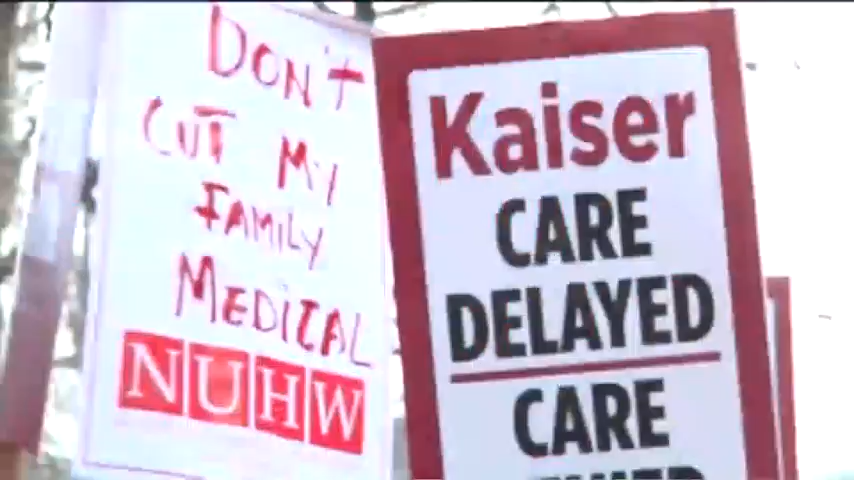 DON'T
CUT MY
FAMILY
MEDICAL
NUHW
Kaiser
CARE
DELAYED
CARE